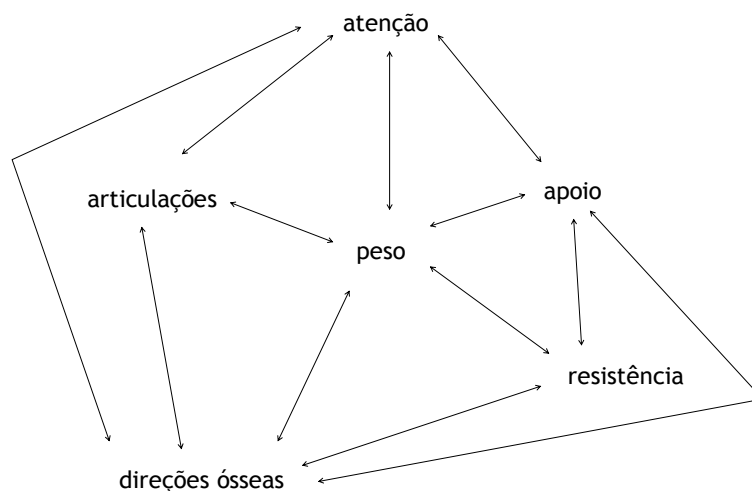 atenção
articulações
apoio
peso
resistência
direções ósseas